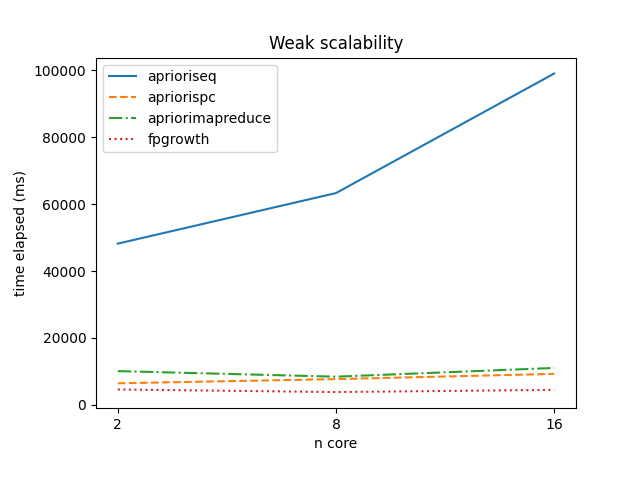 Weak scalability
aprioriseq
apriorispc
apriorimapreduce
fpgrowth
100000
80000
60000
40000
20000
0
time elapsed (ms)
2
8
16
n core